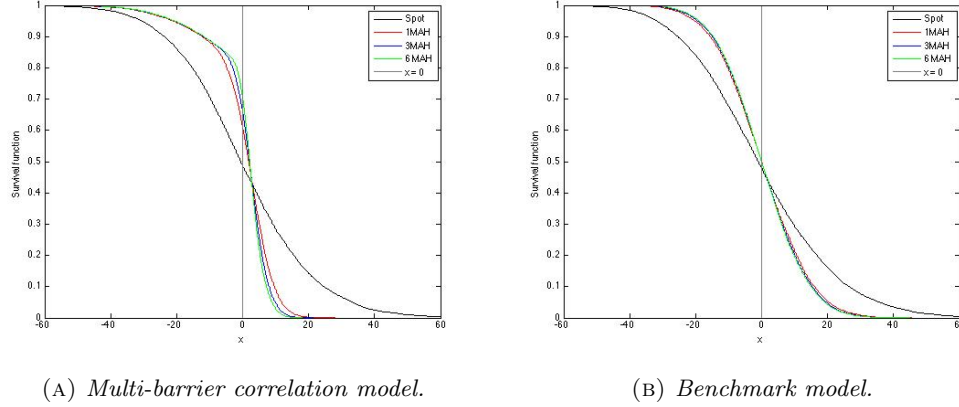 Spot
1MAH
3MAH
6 MAH
x = 0
Survival function
1
0.9
0.8
0.7
0.6
0.5
0.4
0.3
0.2
0.1
0
-60
-40
-20
0
20
40
60
x
Spot
1MAH
3MAH
6 MAH
x = 0
Survival function
1
0.9
0.8
0.7
0.6
0.5
0.4
0.3
0.2
0.1
0
-60
-40
-20
0
20
40
60
x
(A) Multi-barrier correlation model.
(B) Benchmark model.